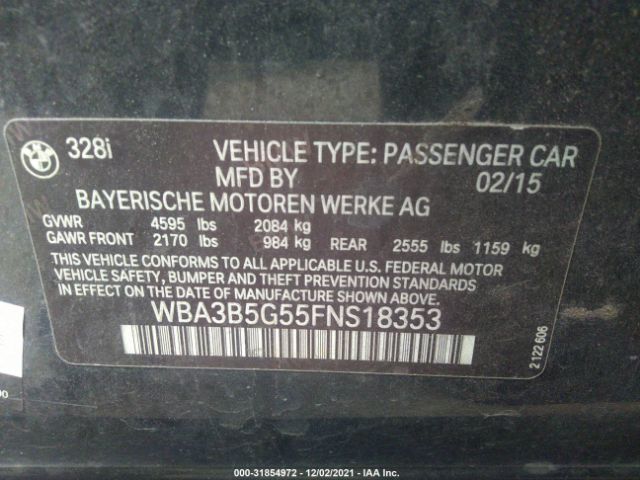 BMW
328i VEHICLE TYPE: PASSENGER CAR
MFD BY 02/15
BAYERISCHE MOTOREN WERKE AG
GVWR 4595 lbs 2084 kg
GAWR FRONT 2170 lbs 984 kg REAR 2555 lbs 1159 kg
THIS VEHICLE CONFORMS TO ALL APPLICABLE U.S. FEDERAL MOTOR
VEHICLE SAFETY, BUMPER AND THEFT PREVENTION STANDARDS
IN EFFECT ON THE DATE OF MANUFACTURE SHOWN ABOVE.
WBA3B5G55FNS18353
2 122 606
000-31854972 - 12/02/2021 - IAA Inc.